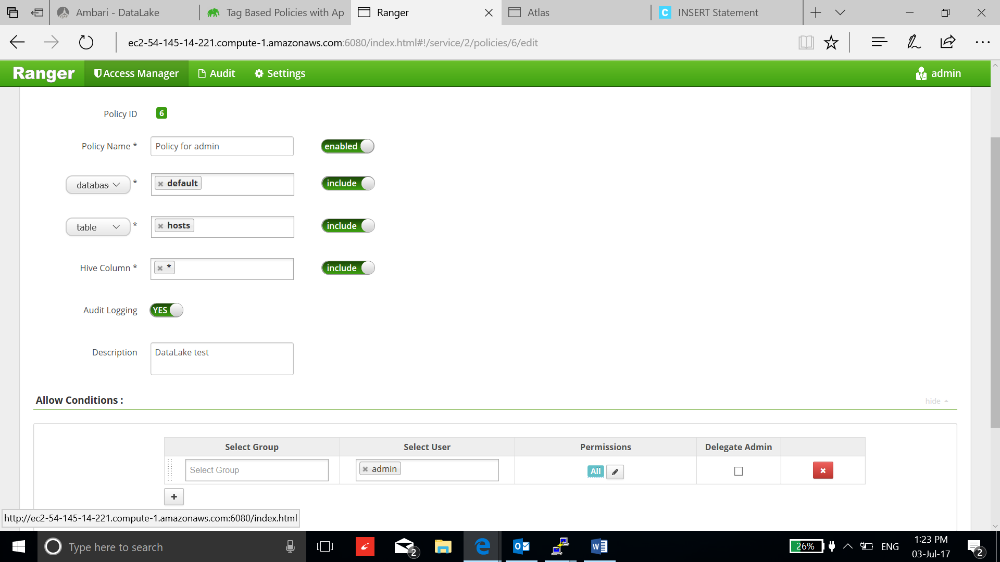 Ambari - DataLake
Tag Based Policies with Ap
Ranger
Atlas
C INSERT Statement
ec2-54-145-14-221.compute-1.amazonaws.com:6080/index.html#!/service/2/policies/6/edit
Ranger Access Manager Audit Settings admin
Policy ID 6
Policy Name * Policy for admin enabled
databas * × default include
table * × hosts include
Hive Column * × * include
Audit Logging YES
Description DataLake test
Allow Conditions : hide
Select Group Select User Permissions Delegate Admin
Select Group × admin All ×
+
http://ec2-54-145-14-221.compute-1.amazonaws.com:6080/index.html
Type here to search 2 26% ENG 1:23 PM 2
03-Jul-17